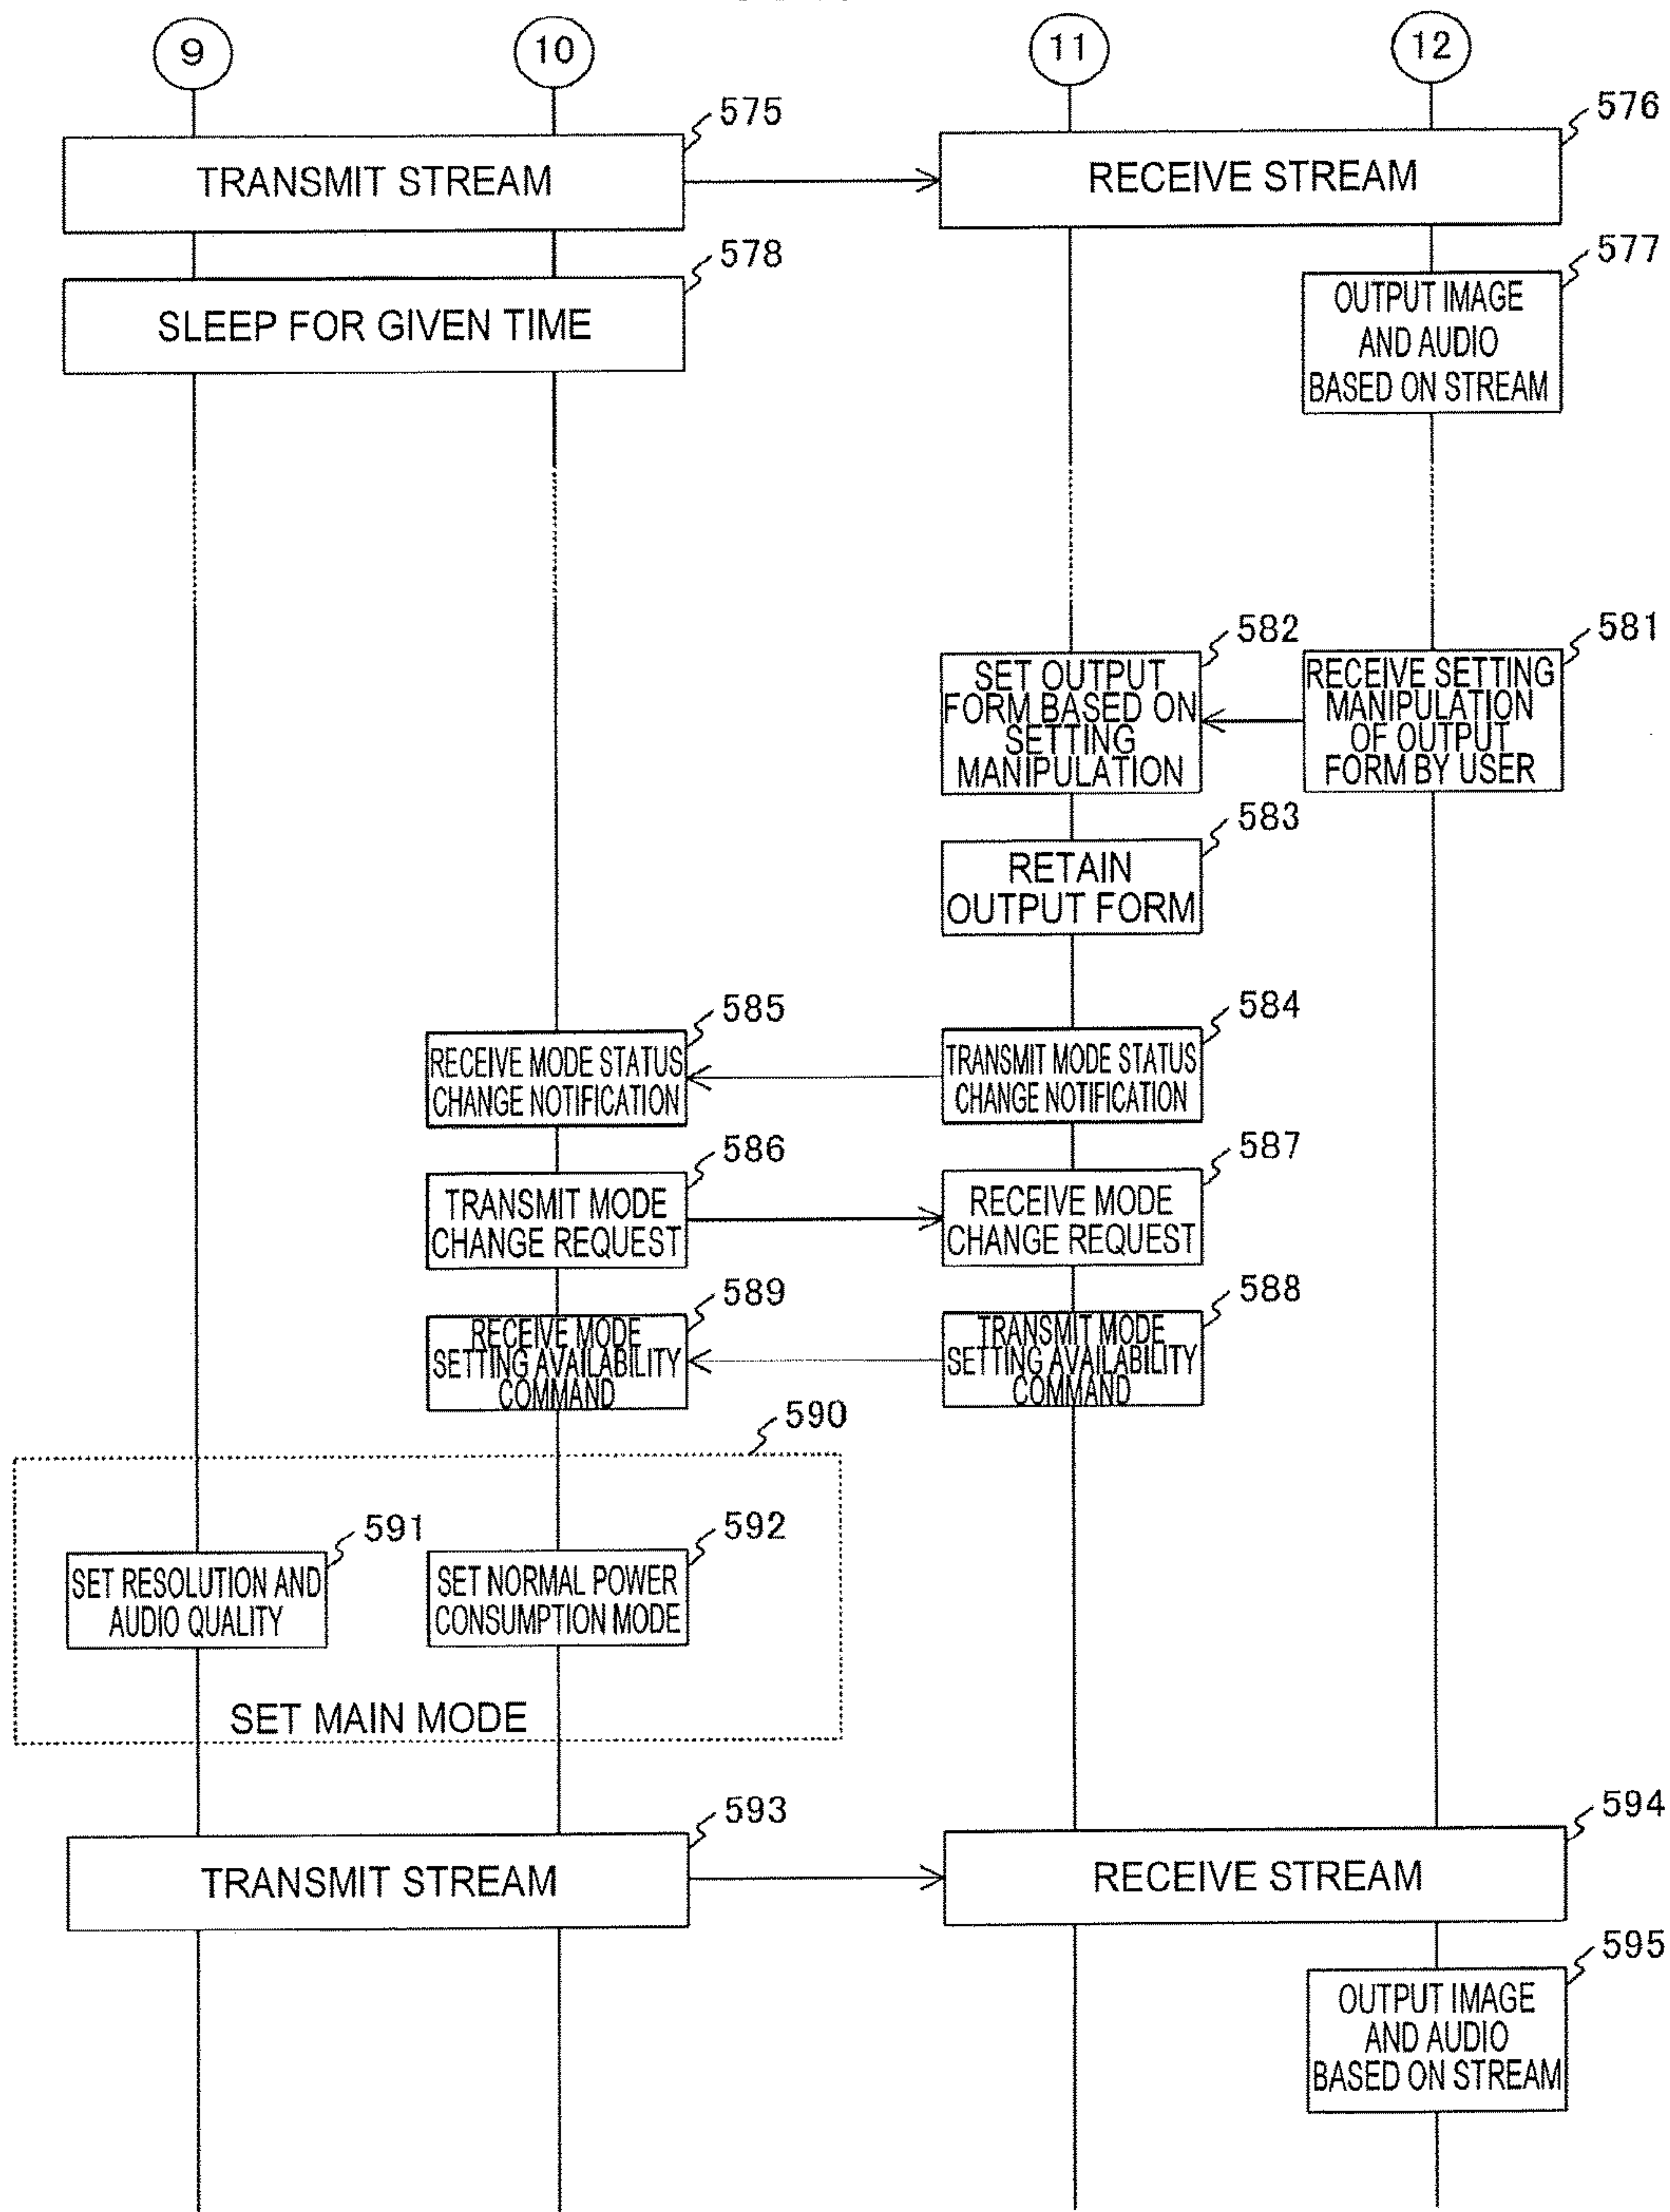 9
10
11
12
575
TRANSMIT STREAM
576
RECEIVE STREAM
578
SLEEP FOR GIVEN TIME
577
OUTPUT IMAGE
AND AUDIO
BASED ON STREAM
582
SET OUTPUT
FORM BASED ON
SETTING
MANIPULATION
581
RECEIVE SETTING
MANIPULATION
OF OUTPUT
FORM BY USER
583
RETAIN
OUTPUT FORM
585
RECEIVE MODE STATUS
CHANGE NOTIFICATION
584
TRANSMIT MODE STATUS
CHANGE NOTIFICATION
586
TRANSMIT MODE
CHANGE REQUEST
587
RECEIVE MODE
CHANGE REQUEST
589
RECEIVE MODE
SETTING AVAILABILITY
COMMAND
588
TRANSMIT MODE
SETTING AVAILABILITY
COMMAND
590
591
SET RESOLUTION AND
AUDIO QUALITY
592
SET NORMAL POWER
CONSUMPTION MODE
SET MAIN MODE
593
TRANSMIT STREAM
594
RECEIVE STREAM
595
OUTPUT IMAGE
AND AUDIO
BASED ON STREAM